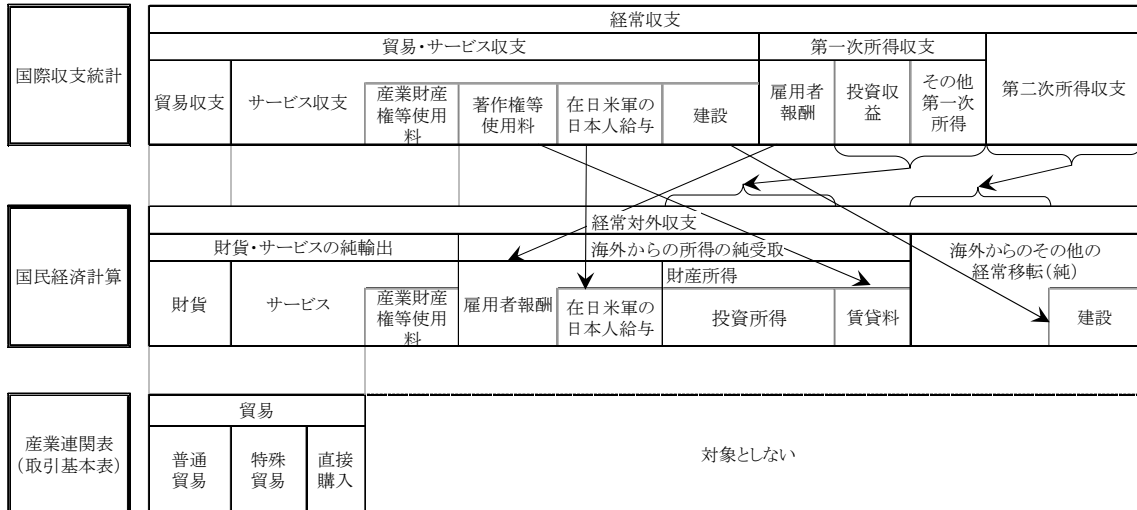 国際収支統計
経常収支
貿易・サービス収支
第一次所得収支
第二次所得収支
貿易収支
サービス収支
産業財産
権等使用
料
著作権等
使用料
在日米軍の
日本人給与
建設
雇用者
報酬
投資収
益
その他
第一次
所得
国民経済計算
経常対外収支
財貨・サービスの純輸出
海外からの所得の純受取
海外からのその他の
経常移転(純)
財産所得
財貨
サービス
産業財産
権等使用
料
雇用者報酬
在日米軍の
日本人給与
投資所得
賃貸料
建設
産業連関表
(取引基本表)
貿易
普通
貿易
特殊
貿易
直接
購入
対象としない